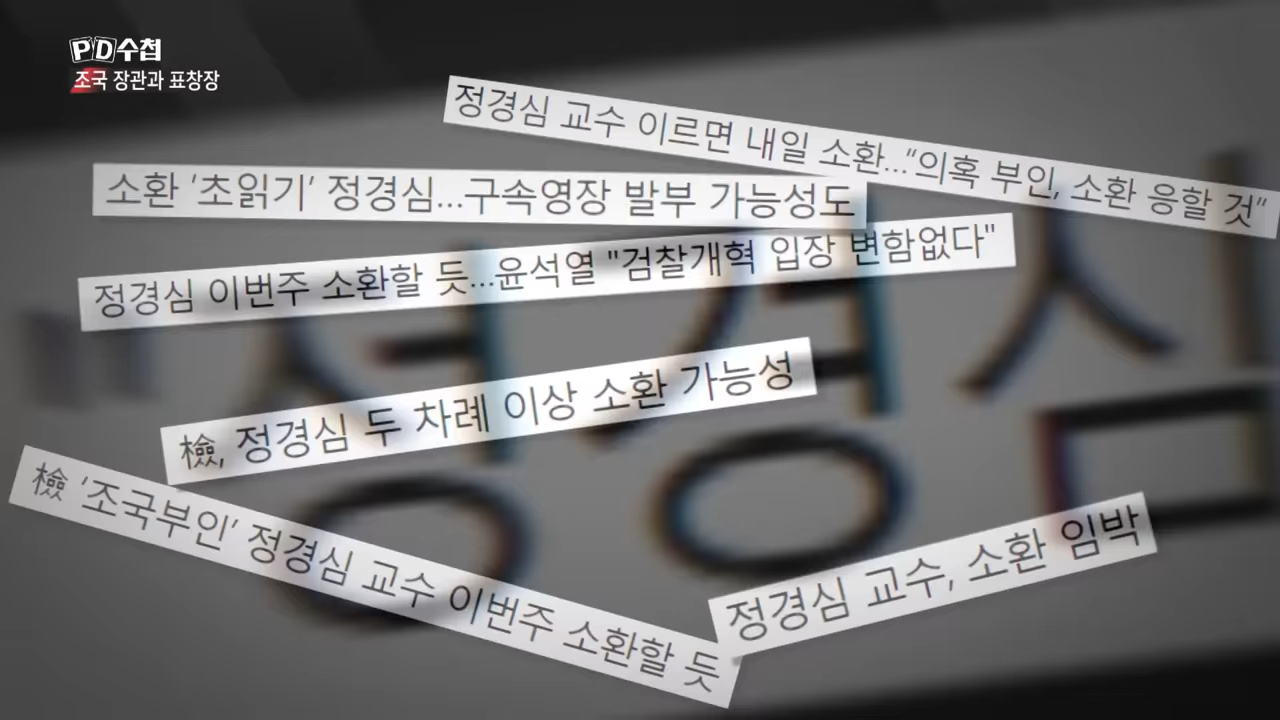 PD수첩
조국 장관과 표창장
정경심 교수 이르면 내일 소환..."의혹 부인, 소환 응할 것"
소환 '초읽기' 정경심...구속영장 발부 가능성도
정경심 이번주 소환할 듯...윤석열 "검찰개혁 입장 변함없다"
檢, 정경심 두 차례 이상 소환 가능성
檢 '조국부인' 정경심 교수 이번주 소환할 듯
정경심 교수, 소환 임박
"정경심